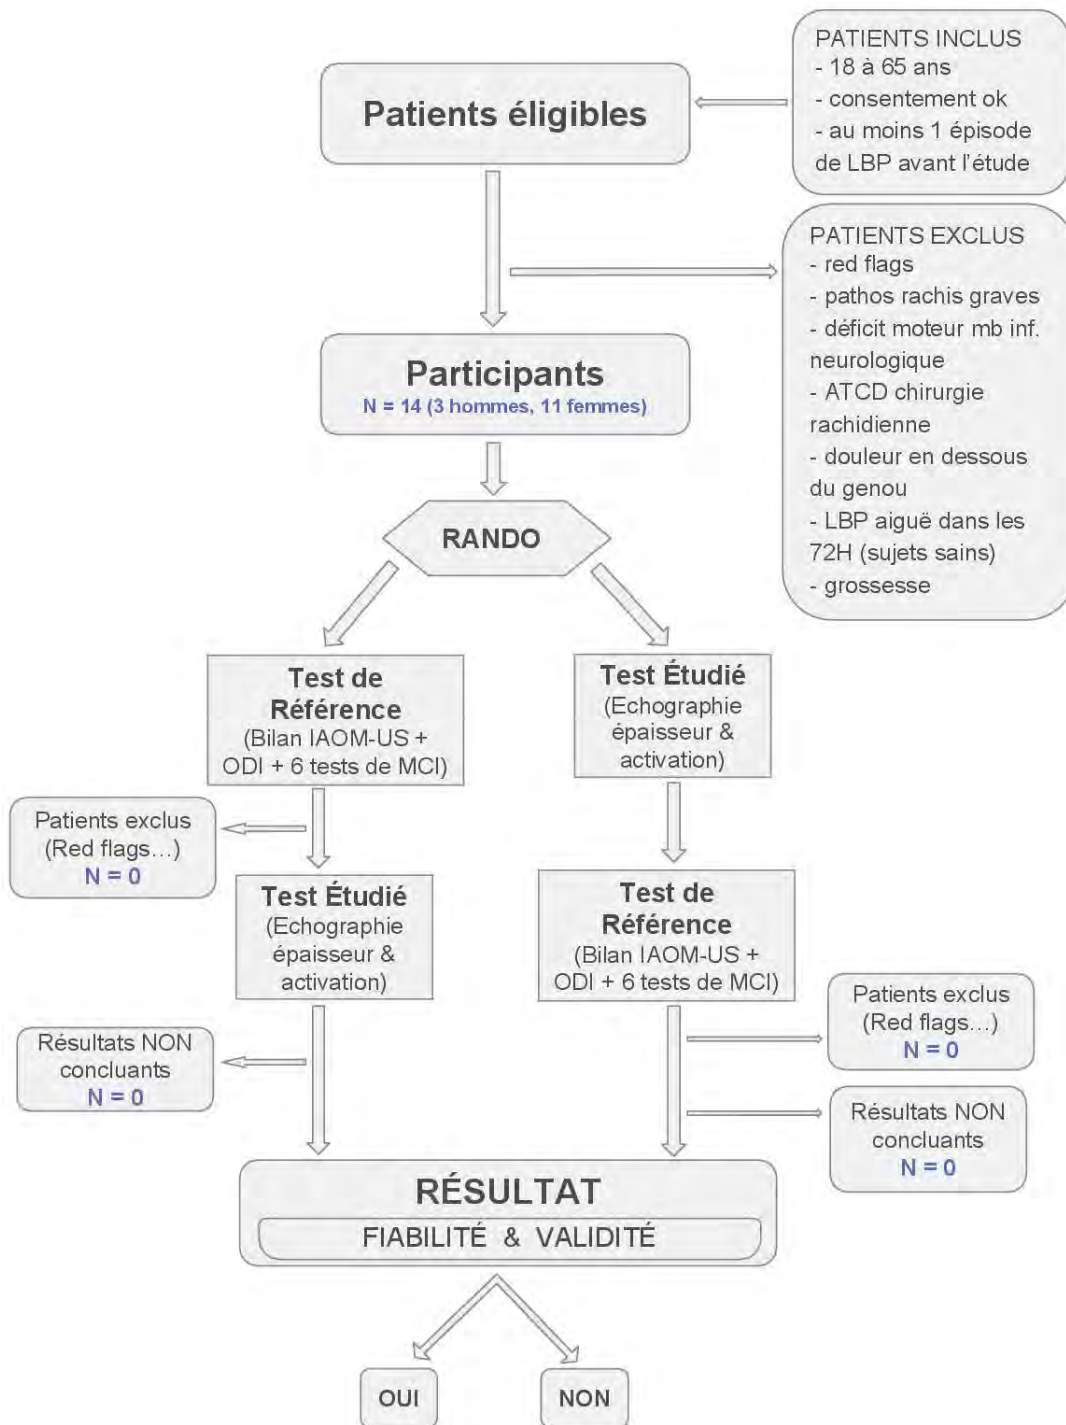 PATIENTS INCLUS
- 18 à 65 ans
- consentement ok
- au moins 1 épisode
de LBP avant l'étude
Patients éligibles
PATIENTS EXCLUS
- red flags
- pathos rachis graves
- déficit moteur mb inf.
neurologique
- ATCD chirurgie
rachidienne
- douleur en dessous
du genou
- LBP aiguë dans les
72H (sujets sains)
- grossesse
Participants
N = 14 (3 hommes, 11 femmes)
RANDO
Test de
Référence
(Bilan IAOM-US +
ODI + 6 tests de MCI)
Test Étudié
(Echographie
épaisseur &
activation)
Patients exclus
(Red flags…)
N = 0
Test Étudié
(Echographie
épaisseur &
activation)
Test de
Référence
(Bilan IAOM-US +
ODI + 6 tests de MCI)
Résultats NON
concluants
N = 0
Patients exclus
(Red flags…)
N = 0
Résultats NON
concluants
N = 0
RÉSULTAT
FIABILITÉ & VALIDITÉ
OUI
NON